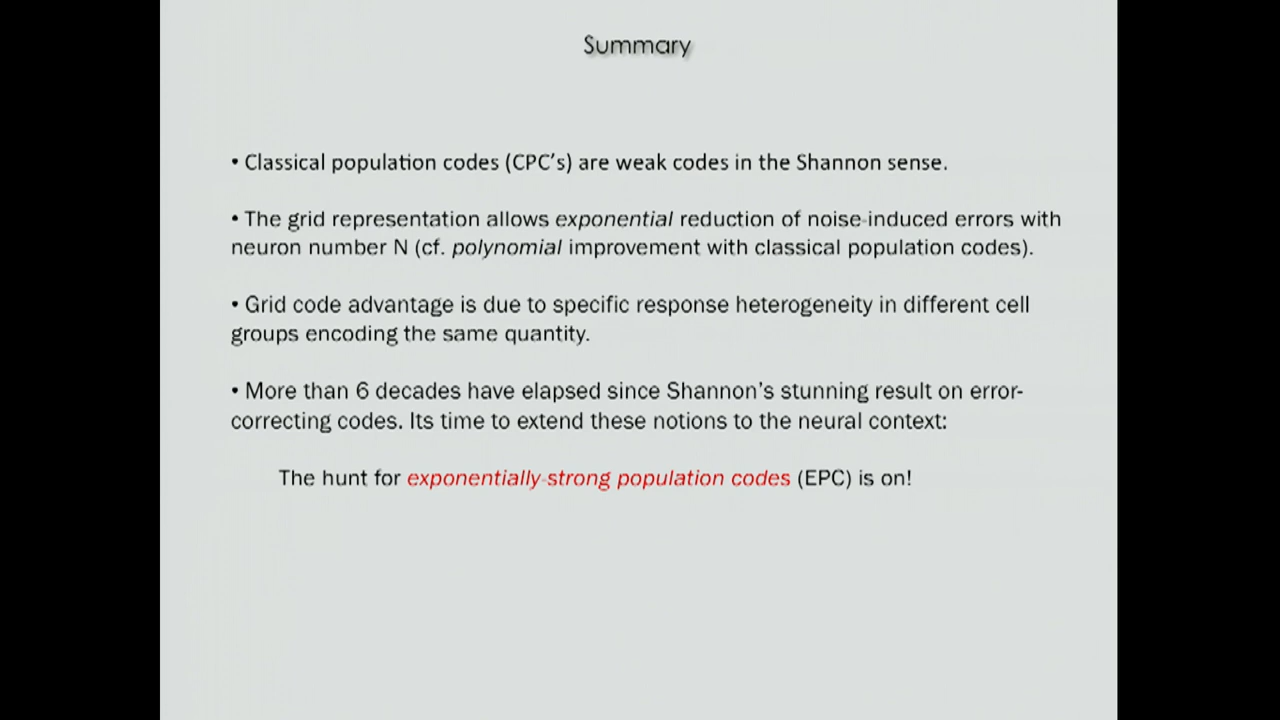 Summary
• Classical population codes (CPC's) are weak codes in the Shannon sense.
• The grid representation allows exponential reduction of noise-induced errors with
neuron number N (cf. polynomial improvement with classical population codes).
• Grid code advantage is due to specific response heterogeneity in different cell
groups encoding the same quantity.
• More than 6 decades have elapsed since Shannon's stunning result on error-
correcting codes. Its time to extend these notions to the neural context:
The hunt for exponentially-strong population codes (EPC) is on!